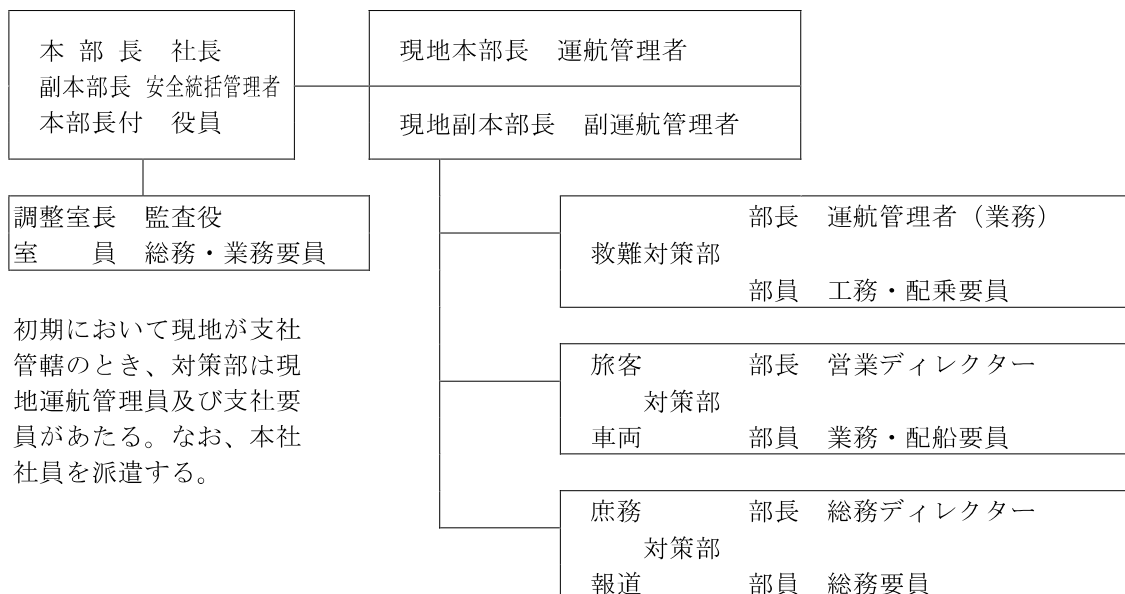 本 部 長　社長
副本部長　安全統括管理者
本部長付　役員
現地本部長　運航管理者
現地副本部長　副運航管理者
調整室長　監査役
室　　員　総務・業務要員
初期において現地が支社
管轄のとき、対策部は現
地運航管理員及び支社要
員があたる。なお、本社
社員を派遣する。
部長　運航管理者（業務）
救難対策部
部員　工務・配乗要員
旅客　　部長　営業ディレクター
対策部
車両　　部員　業務・配船要員
庶務　　部長　総務ディレクター
対策部
報道　　部員　総務要員